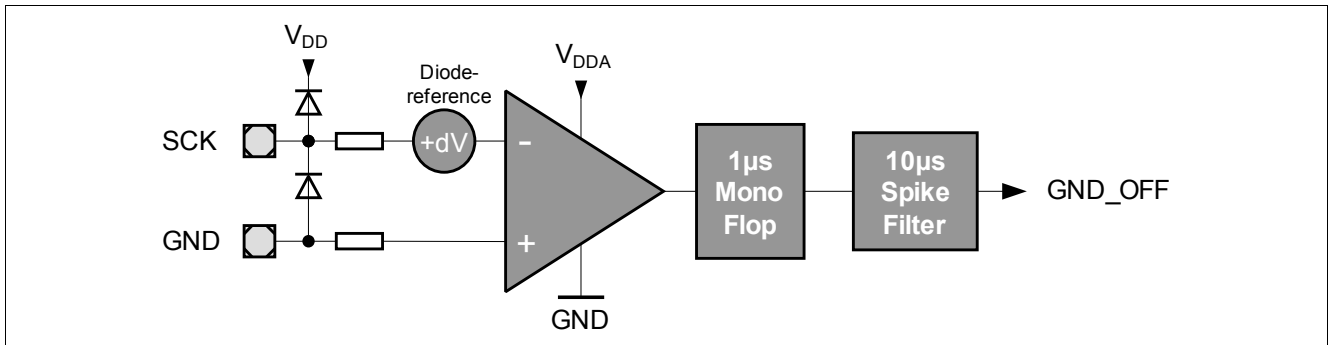 VDD
VDDA
Diode-
reference
SCK
+dV
-
1µs
Mono
Flop
10µs
Spike
Filter
GND_OFF
GND
+
GND